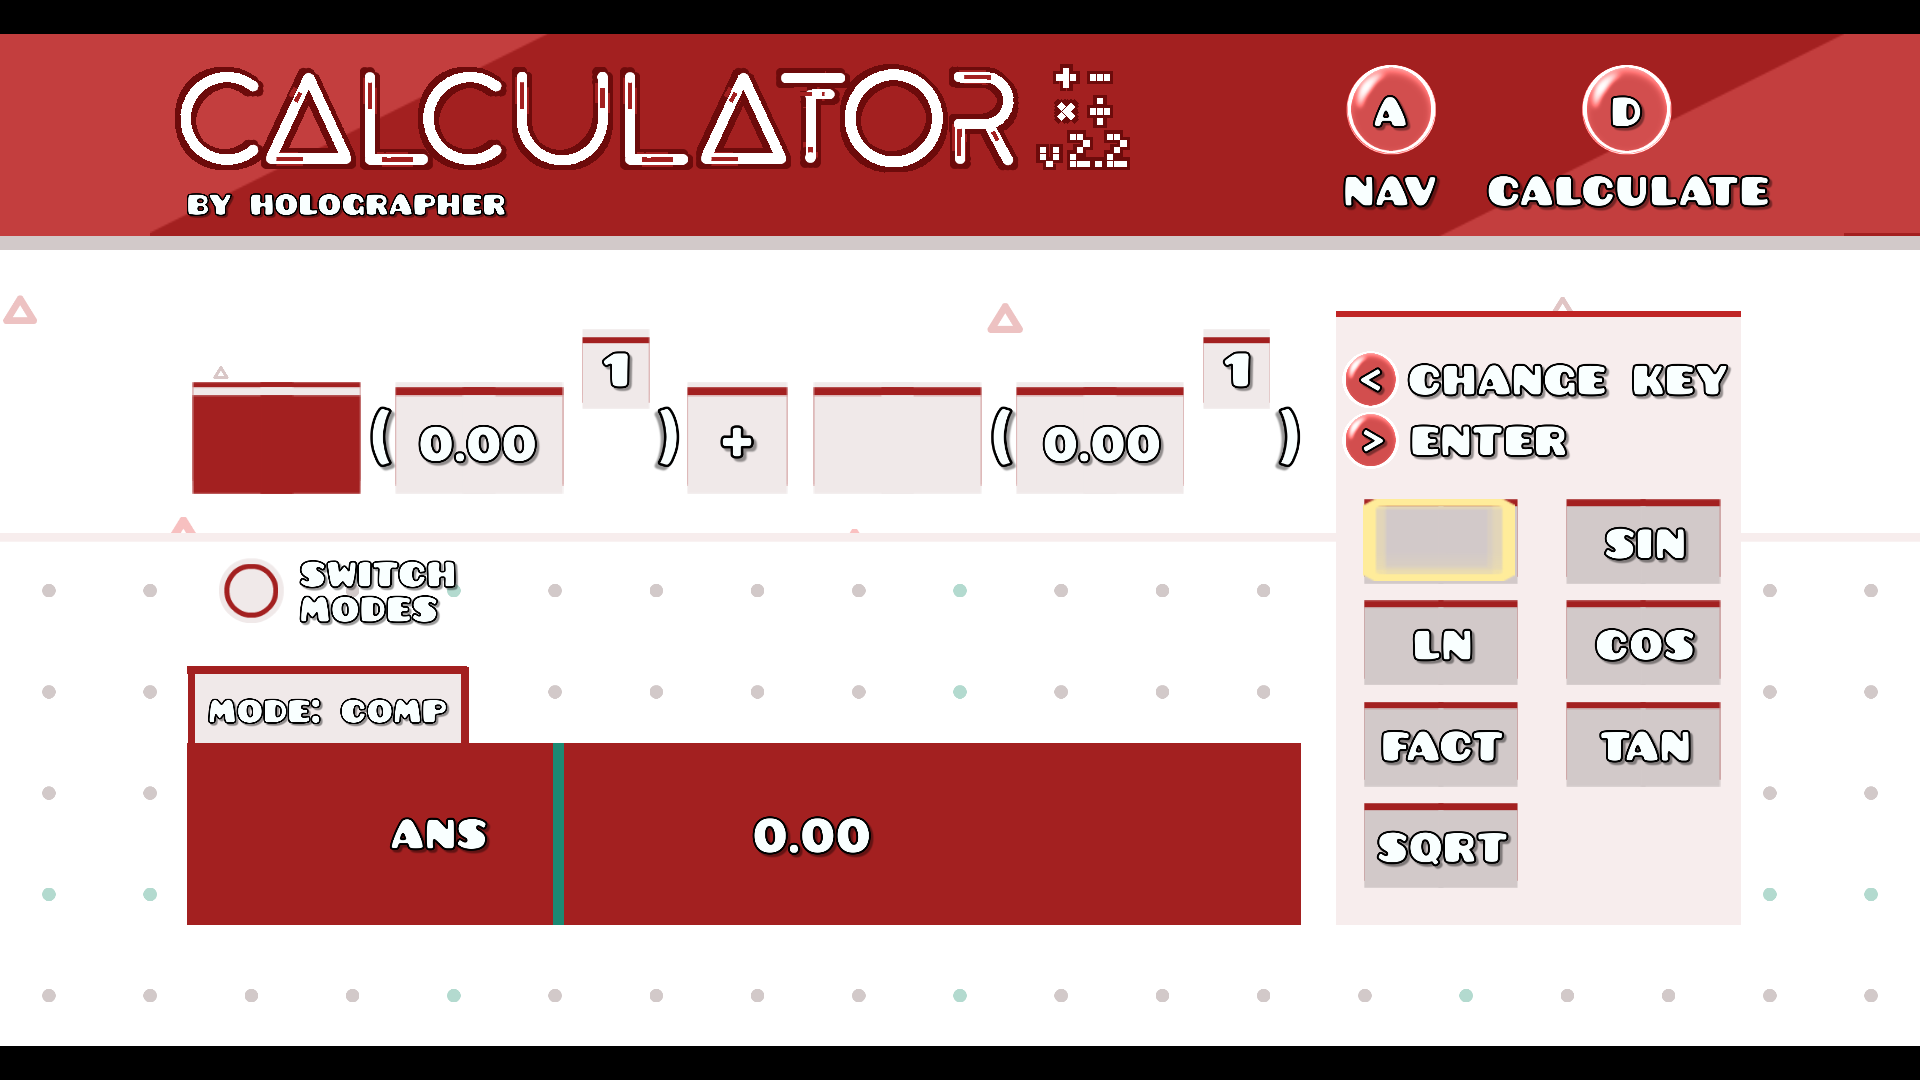 CALCULATOR
+ −
× ÷
v2.2
BY HOLOGRAPHER
A
NAV
D
CALCULATE
( 0.00 1 ) + ( 0.00 1 )
< CHANGE KEY
> ENTER
SIN
LN COS
FACT TAN
SQRT
SWITCH
MODES
MODE: COMP
ANS 0.00